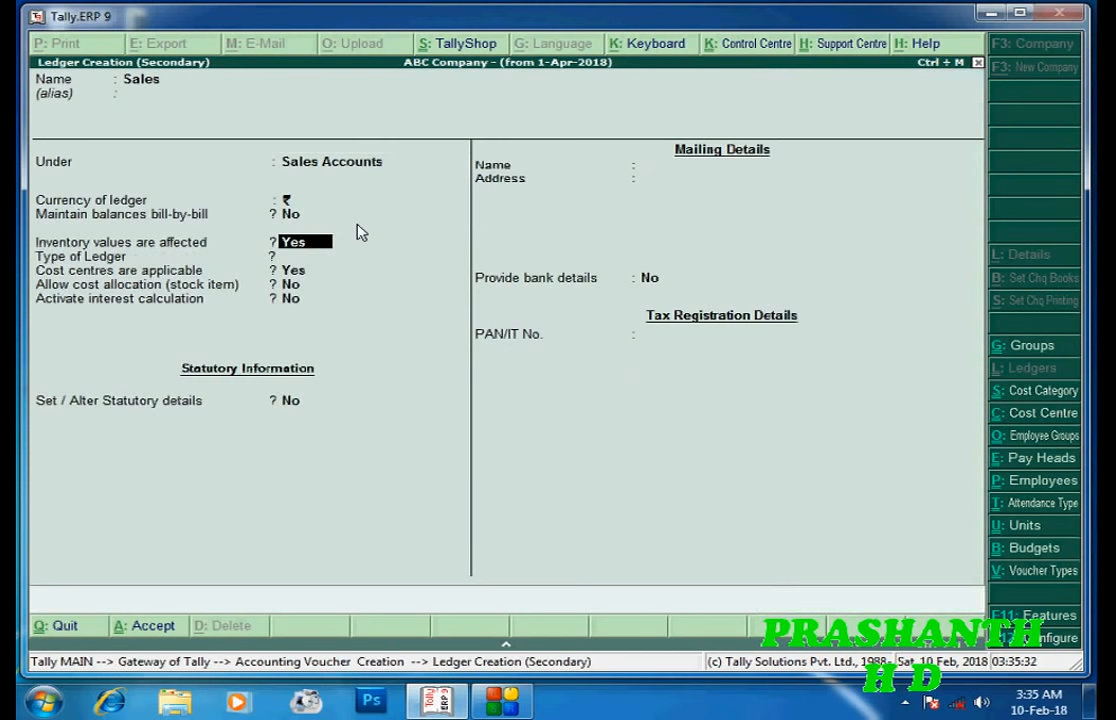 Tally.ERP 9
P: Print E: Export M: E-Mail O: Upload S: TallyShop G: Language K: Keyboard K: Control Centre H: Support Centre H: Help F3: Company
Ledger Creation (Secondary) ABC Company - (from 1-Apr-2018) Ctrl + M F3: New Company
Name : Sales
(alias) :
Under : Sales Accounts
Currency of ledger : ₹
Maintain balances bill-by-bill ? No
Inventory values are affected ? Yes
Type of Ledger ?
Cost centres are applicable ? Yes
Allow cost allocation (stock item) ? No
Activate interest calculation ? No
Statutory Information
Set / Alter Statutory details ? No
Mailing Details
Name :
Address :
Provide bank details : No
Tax Registration Details
PAN/IT No. :
L: Details
B: Set Chq Books
S: Set Chq Printing
G: Groups
L: Ledgers
S: Cost Category
C: Cost Centre
O: Employee Groups
E: Pay Heads
P: Employees
T: Attendance Type
U: Units
B: Budgets
V: Voucher Types
F11: Features
Configure
Q: Quit A: Accept D: Delete
PRASHANTH
H D
Tally MAIN --> Gateway of Tally --> Accounting Voucher Creation --> Ledger Creation (Secondary) (c) Tally Solutions Pvt. Ltd., 1988- Sat, 10 Feb, 2018 03:35:32
Ps
Tally
ERP 9
3:35 AM
10-Feb-18